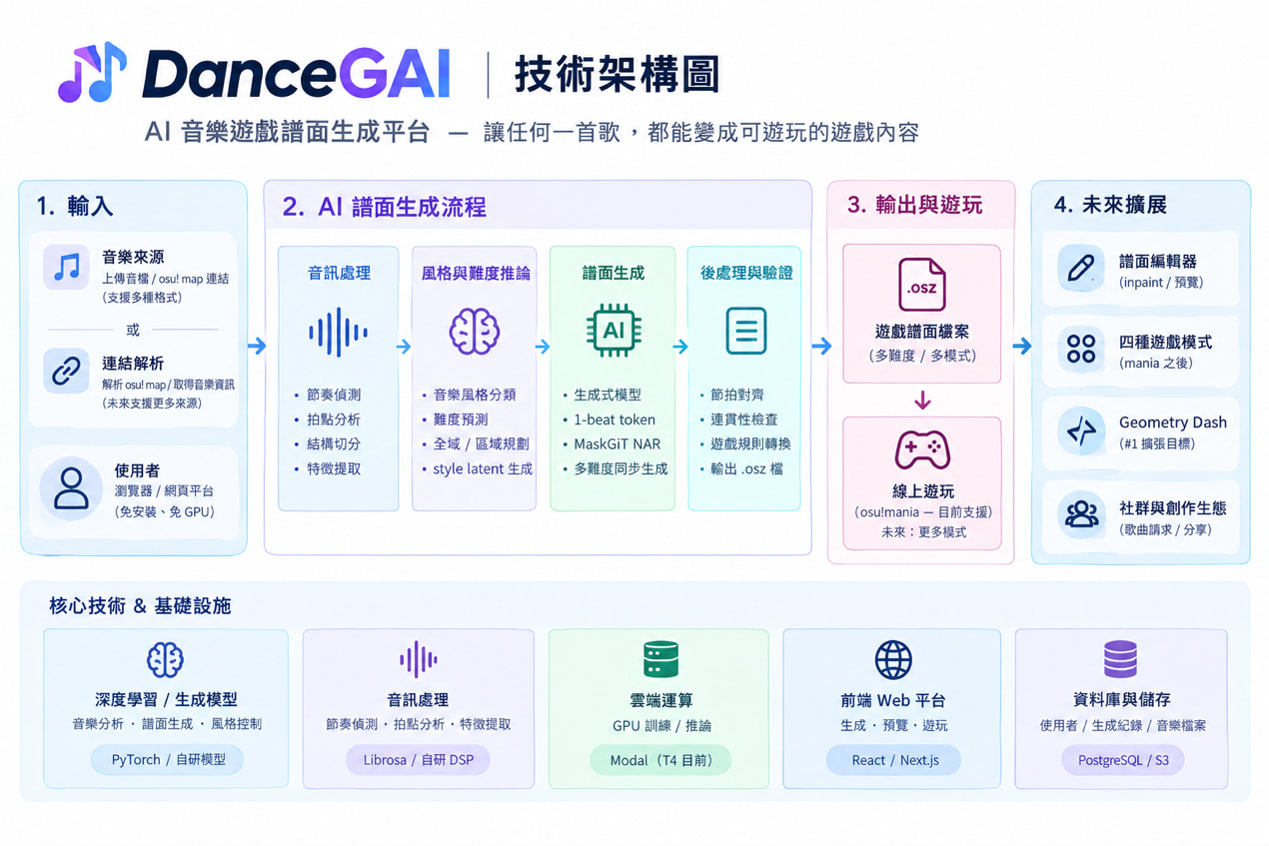 DanceGAI
技術架構圖
AI 音樂遊戲譜面生成平台 — 讓任何一首歌，都能變成可遊玩的遊戲內容
1. 輸入
音樂來源
上傳音檔 / osu! map 連結
（支援多種格式）
或
連結解析
解析 osu! map / 取得音樂資訊
（未來支援更多來源）
使用者
瀏覽器 / 網頁平台
（免安裝、免 GPU）
2. AI 譜面生成流程
音訊處理
• 節奏偵測
• 拍點分析
• 結構切分
• 特徵提取
風格與難度推論
• 音樂風格分類
• 難度預測
• 全域 / 區域規劃
• style latent 生成
譜面生成
AI
• 生成式模型
• 1-beat token
• MaskGiT NAR
• 多難度同步生成
後處理與驗證
• 節拍對齊
• 連貫性檢查
• 遊戲規則轉換
• 輸出 .osz 檔
3. 輸出與遊玩
.osz
遊戲譜面檔案
（多難度 / 多模式）
線上遊玩
（osu!mania — 目前支援）
未來：更多模式
4. 未來擴展
譜面編輯器
(inpaint / 預覽)
四種遊戲模式
(mania 之後)
Geometry Dash
(#1 擴張目標)
社群與創作生態
(歌曲請求 / 分享)
核心技術 & 基礎設施
深度學習 / 生成模型
音樂分析 · 譜面生成 · 風格控制
PyTorch / 自研模型
音訊處理
節奏偵測 · 拍點分析 · 特徵提取
Librosa / 自研 DSP
雲端運算
GPU 訓練 / 推論
Modal（T4 目前）
前端 Web 平台
生成 · 預覽 · 遊玩
React / Next.js
資料庫與儲存
使用者 / 生成紀錄 / 音樂檔案
PostgreSQL / S3